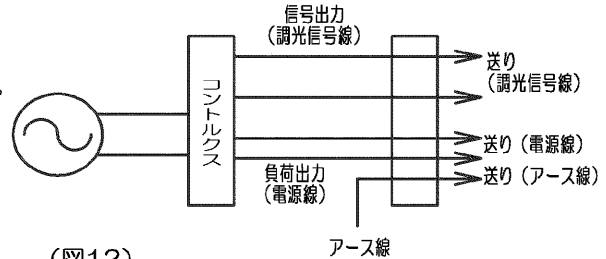 信号出力
(調光信号線)
コントルクス
送り
(調光信号線)
送り(電源線)
負荷出力
(電源線)
送り(アース線)
アース線
(図12)